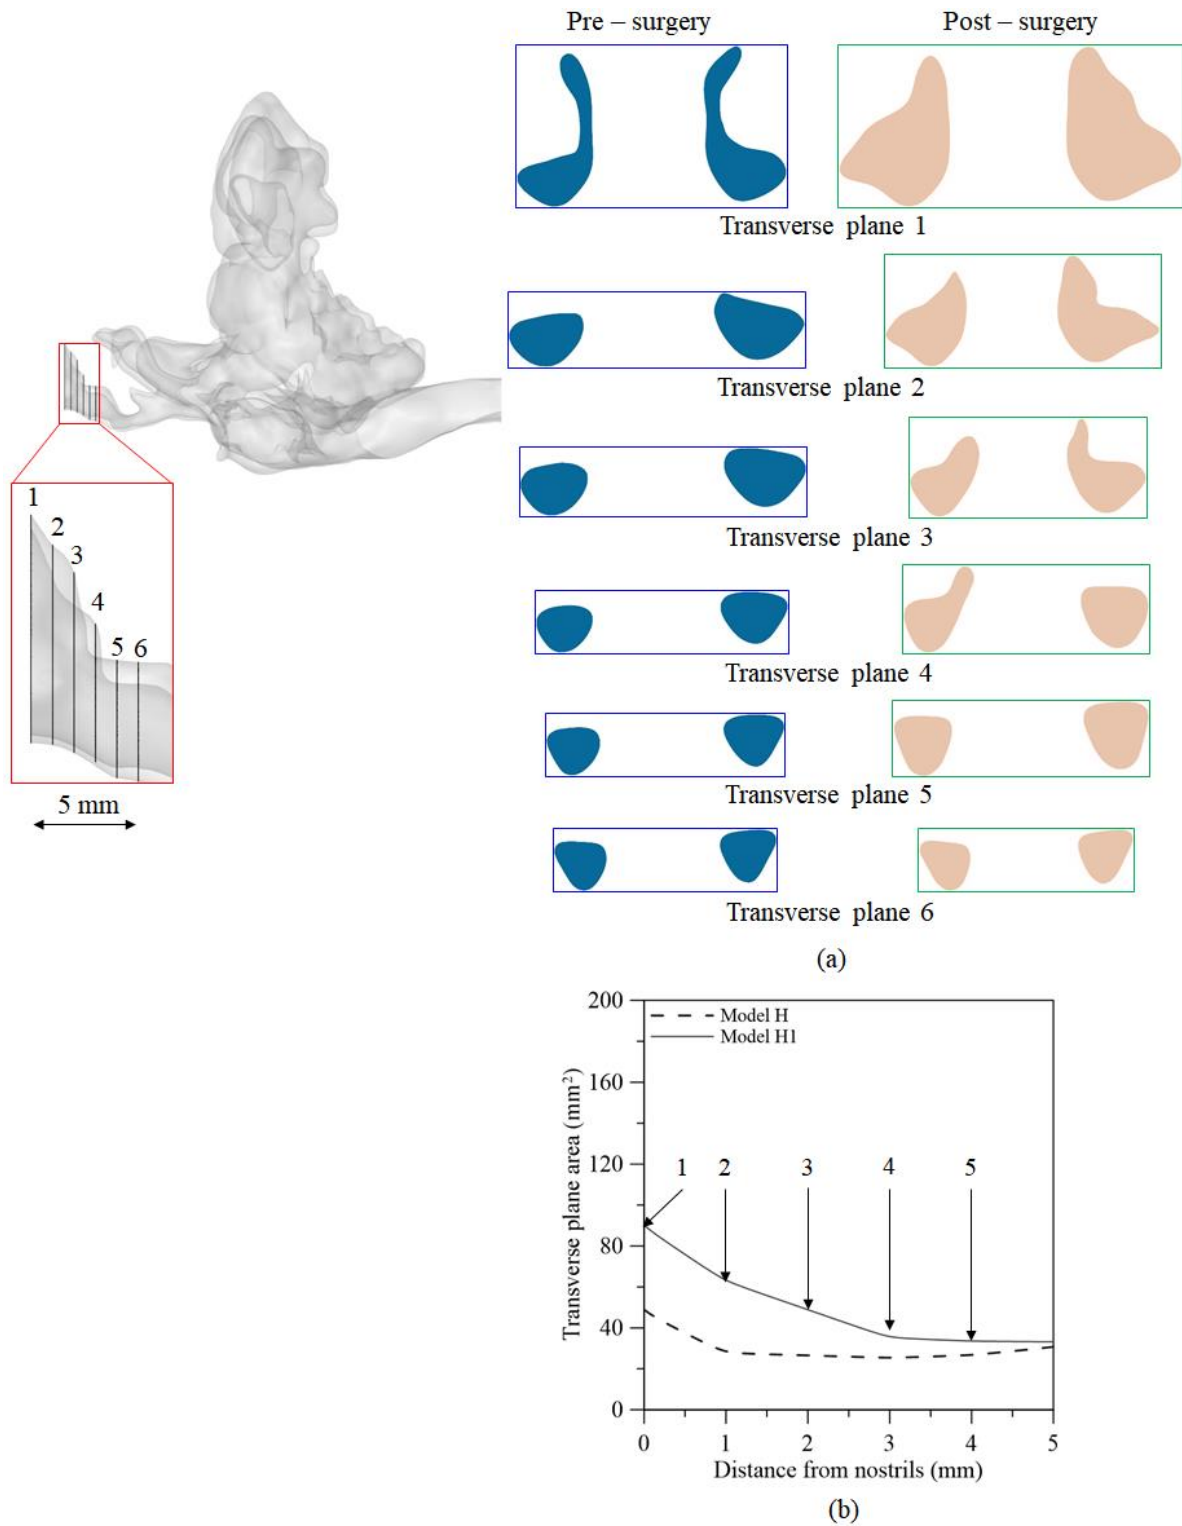 Pre – surgery
Post – surgery
Transverse plane 1
Transverse plane 2
Transverse plane 3
Transverse plane 4
Transverse plane 5
Transverse plane 6
1
2
3
4
5
6
5 mm
(a)
200
160
120
80
40
0
Transverse plane area (mm²)
Model H
Model H1
1
2
3
4
5
0 1 2 3 4 5
Distance from nostrils (mm)
(b)